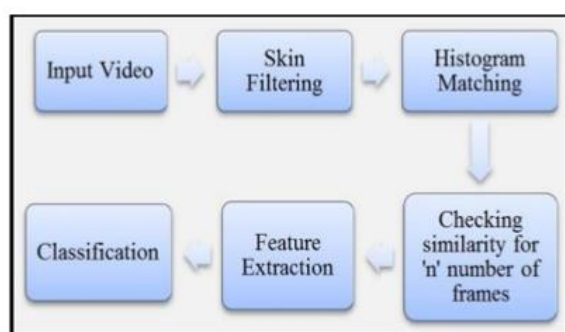 Input Video
Skin
Filtering
Histogram
Matching
Checking
similarity for
'n' number of
frames
Feature
Extraction
Classification